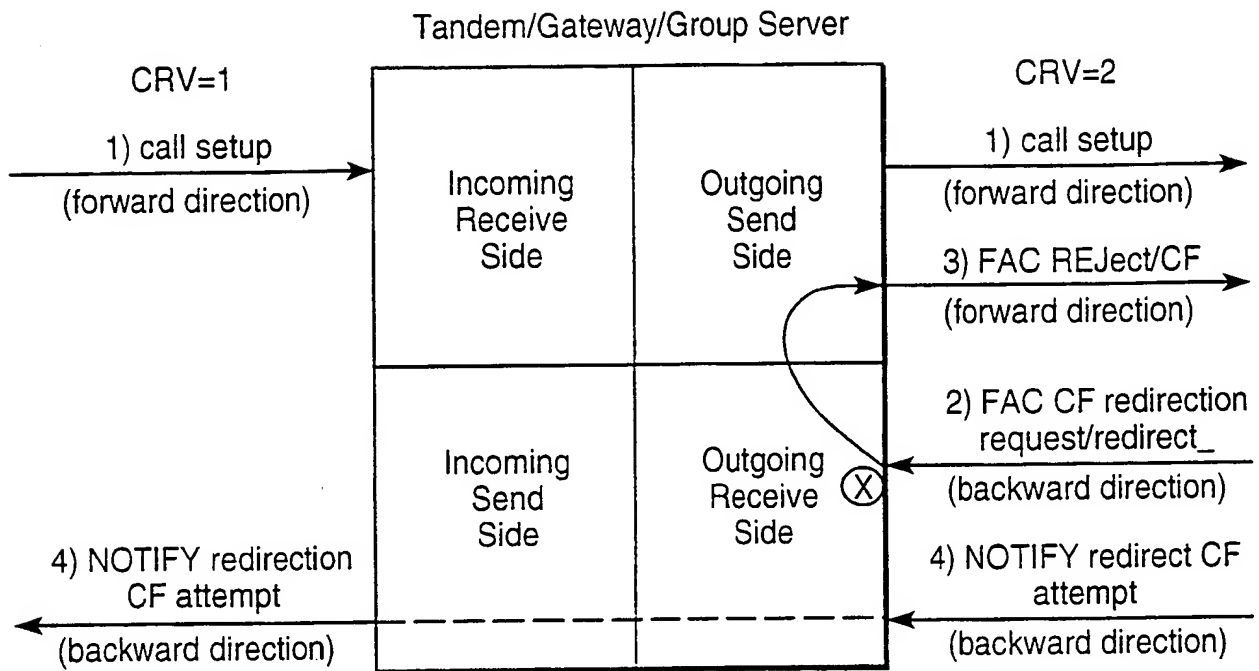 Tandem/Gateway/Group Server
CRV=1
CRV=2
1) call setup
(forward direction)
1) call setup
(forward direction)
Incoming
Receive
Side
Outgoing
Send
Side
3) FAC REJect/CF
(forward direction)
2) FAC CF redirection
request/redirect_
(backward direction)
Incoming
Send
Side
Outgoing
Receive
Side
X
4) NOTIFY redirection
CF attempt
(backward direction)
4) NOTIFY redirect CF
attempt
(backward direction)